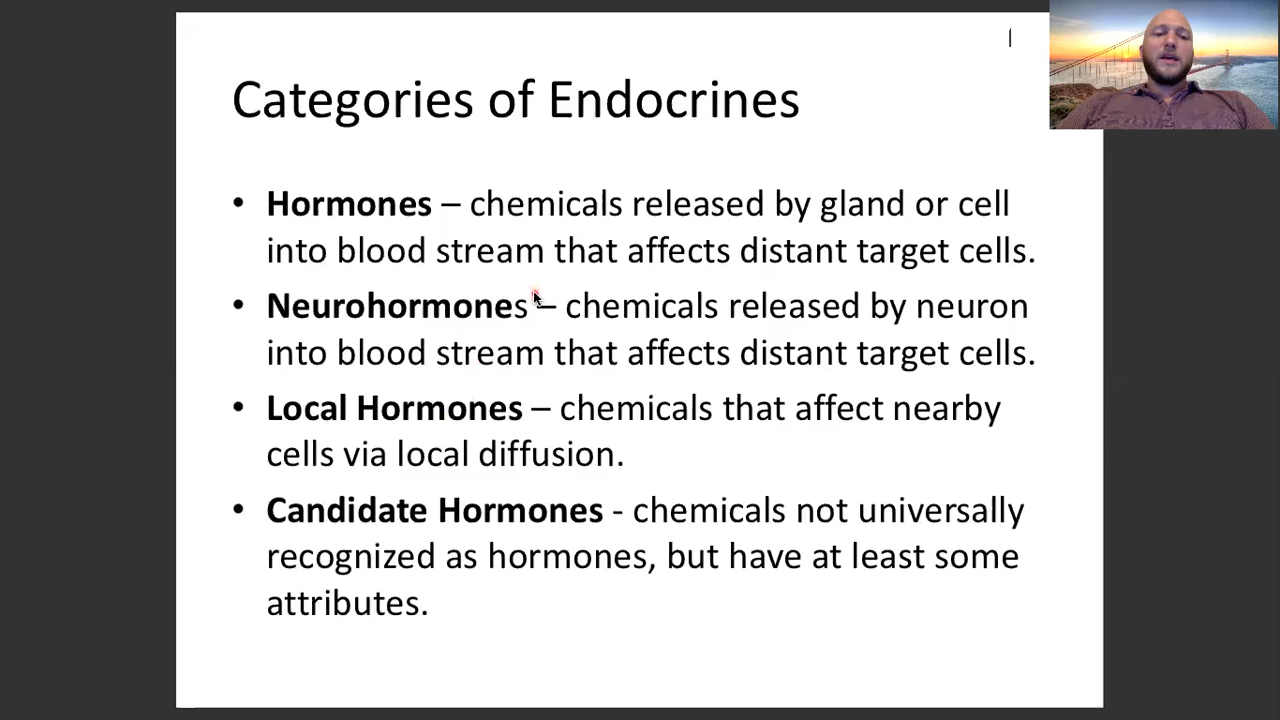 Categories of Endocrines
• Hormones – chemicals released by gland or cell
into blood stream that affects distant target cells.
• Neurohormones – chemicals released by neuron
into blood stream that affects distant target cells.
• Local Hormones – chemicals that affect nearby
cells via local diffusion.
• Candidate Hormones - chemicals not universally
recognized as hormones, but have at least some
attributes.